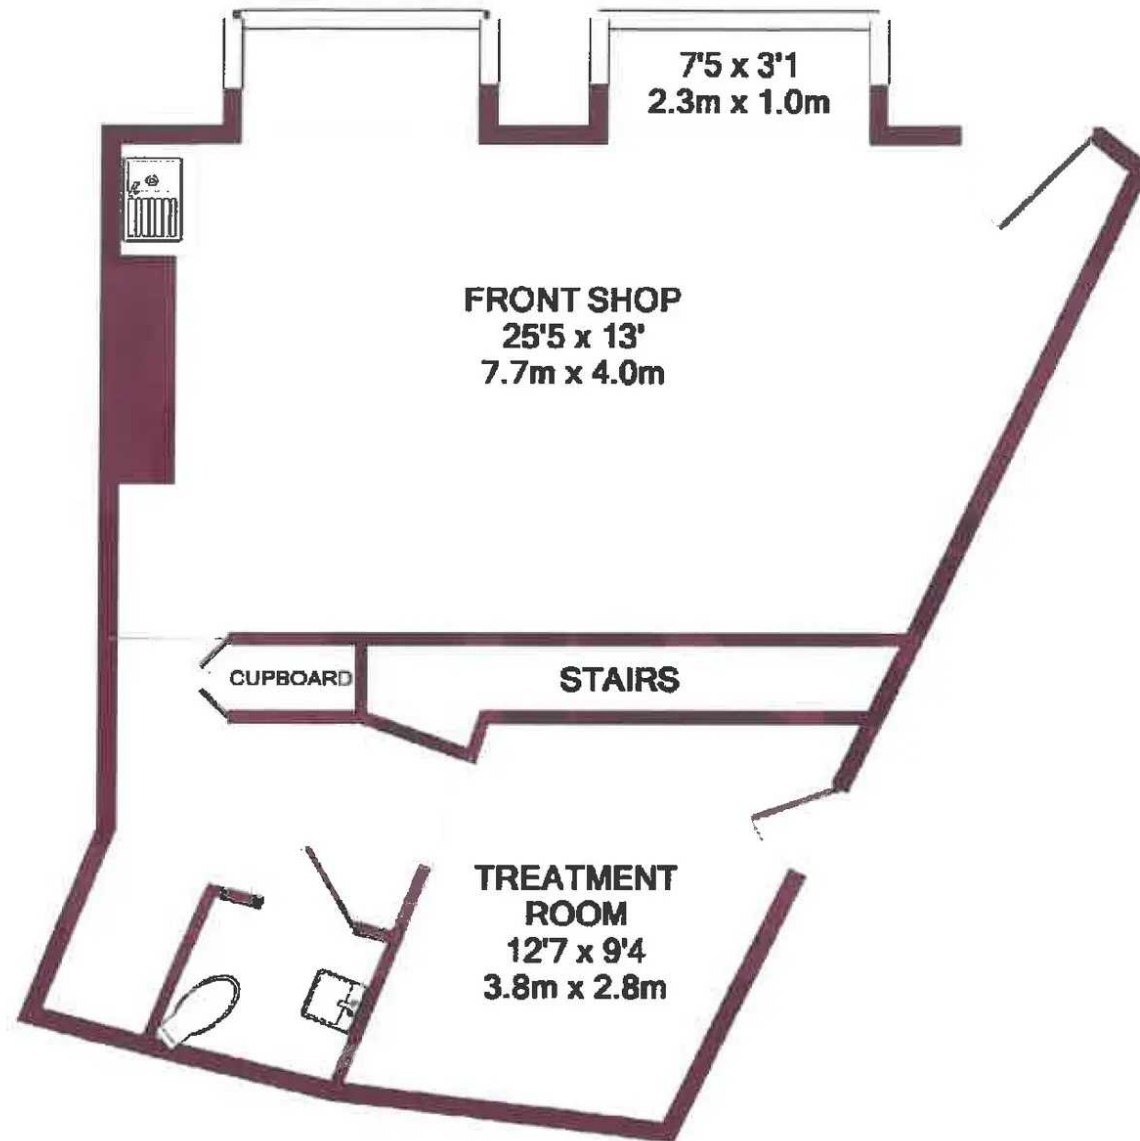 7'5 x 3'1
2.3m x 1.0m
FRONT SHOP
25'5 x 13'
7.7m x 4.0m
CUPBOARD
STAIRS
TREATMENT
ROOM
12'7 x 9'4
3.8m x 2.8m